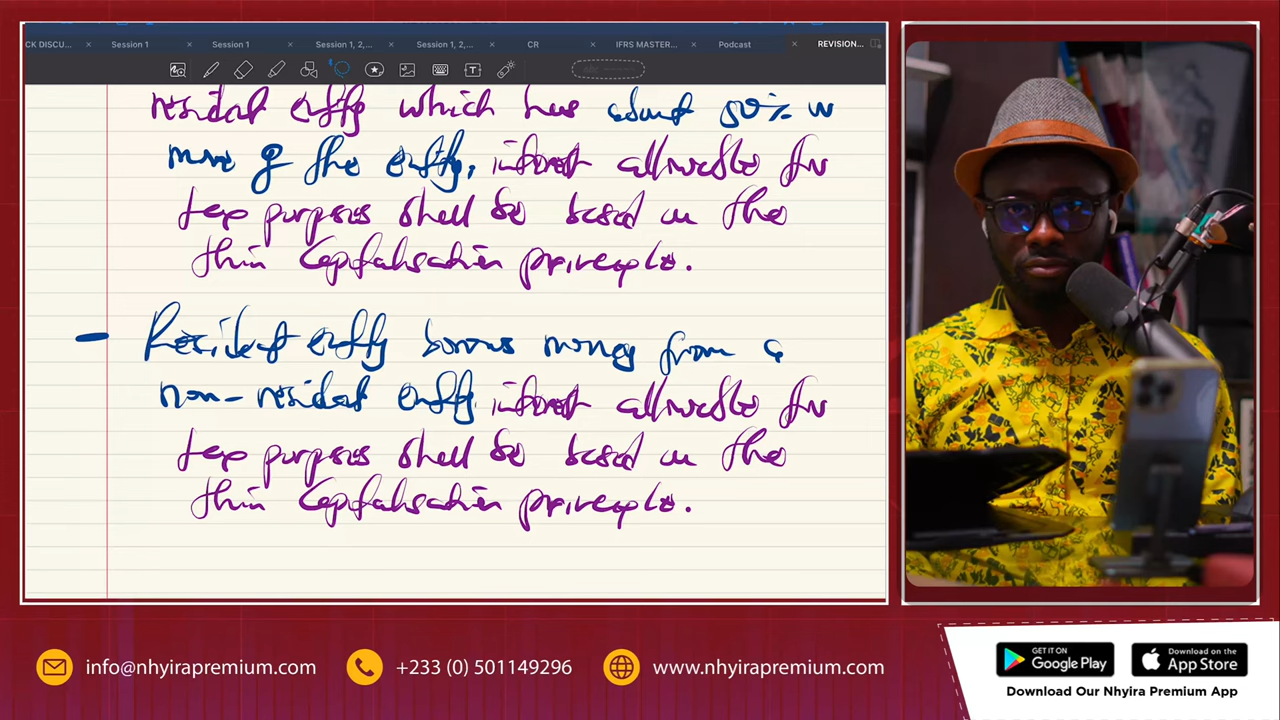 CK DISCU...
Session 1
Session 1
Session 1, 2,...
Session 1, 2,...
CR
IFRS MASTER...
Podcast
REVISION...
resident entity which has about 50% or
more of the entity, interest allowable for
tax purposes shall be based on the
thin Capitalisation principle.
- Resident entity borrows money from a
non-resident entity, interest allowable for
tax purposes shall be based on the
thin Capitalisation principle.
info@nhyirapremium.com
+233 (0) 501149296
www.nhyirapremium.com
GET IT ON
Google Play
Download on the
App Store
Download Our Nhyira Premium App